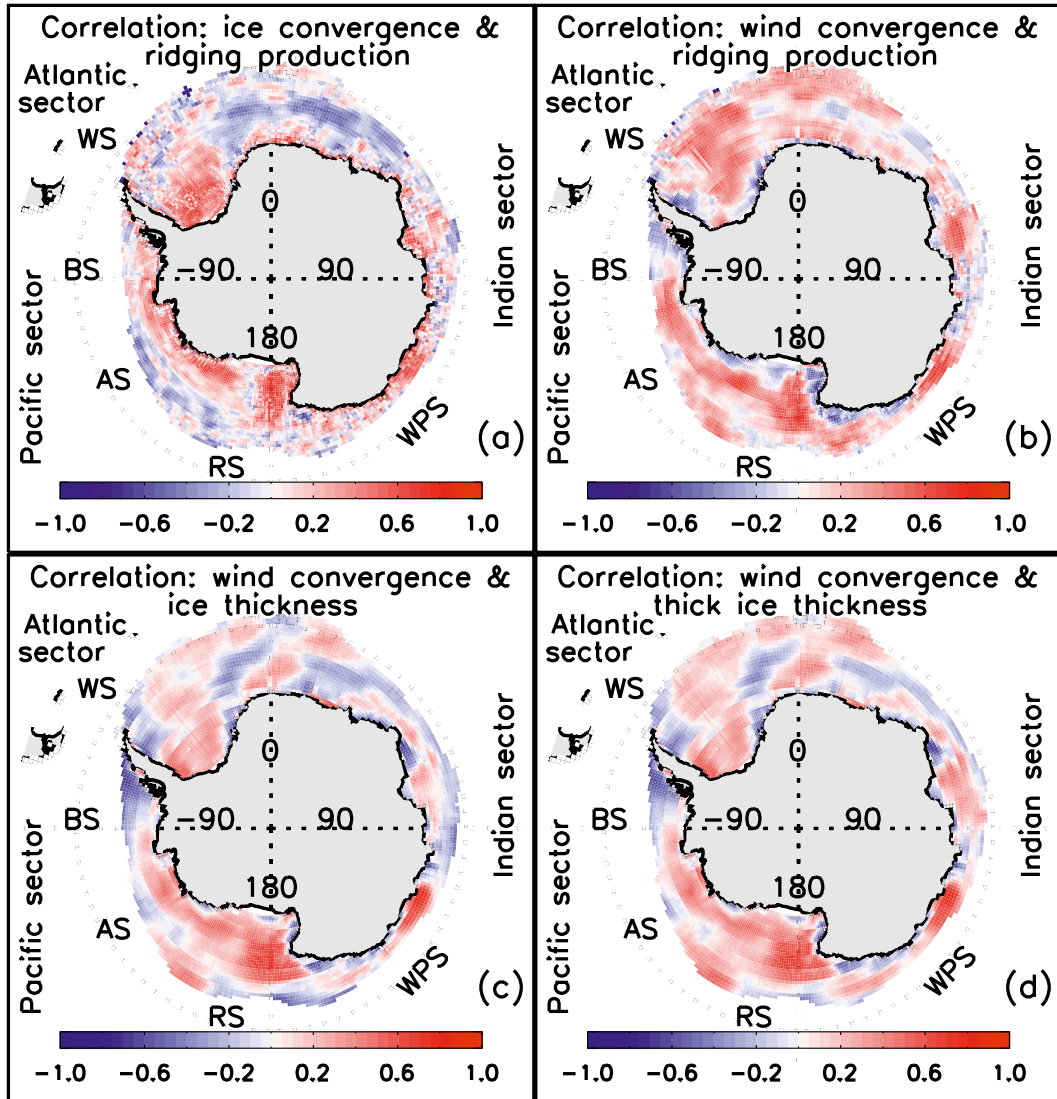 Correlation: ice convergence &
ridging production
Atlantic
sector
WS
0
BS
-90
90
180
AS
RS
WPS
Pacific sector
Indian sector
(a)
-1.0 -0.6 -0.2 0.2 0.6 1.0
Correlation: wind convergence &
ridging production
Atlantic
sector
WS
0
BS
-90
90
180
AS
RS
WPS
Pacific sector
Indian sector
(b)
-1.0 -0.6 -0.2 0.2 0.6 1.0
Correlation: wind convergence &
ice thickness
Atlantic
sector
WS
0
BS
-90
90
180
AS
RS
WPS
Pacific sector
Indian sector
(c)
-1.0 -0.6 -0.2 0.2 0.6 1.0
Correlation: wind convergence &
thick ice thickness
Atlantic
sector
WS
0
BS
-90
90
180
AS
RS
WPS
Pacific sector
Indian sector
(d)
-1.0 -0.6 -0.2 0.2 0.6 1.0